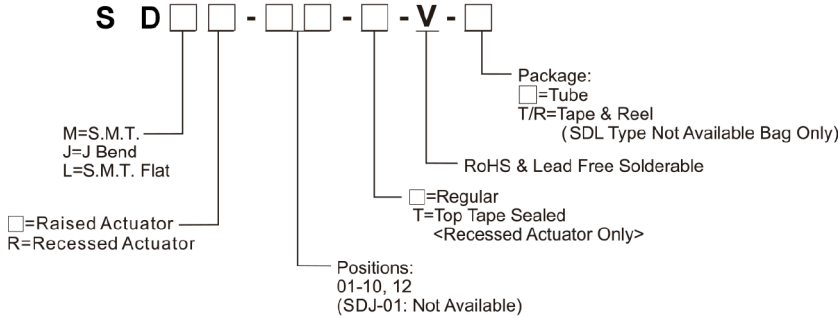 S D□□-□□-□-V-□
Package:
□=Tube
T/R=Tape & Reel
(SDL Type Not Available Bag Only)
M=S.M.T.
J=J Bend
L=S.M.T. Flat
RoHS & Lead Free Solderable
□=Regular
T=Top Tape Sealed
<Recessed Actuator Only>
□=Raised Actuator
R=Recessed Actuator
Positions:
01-10, 12
(SDJ-01: Not Available)